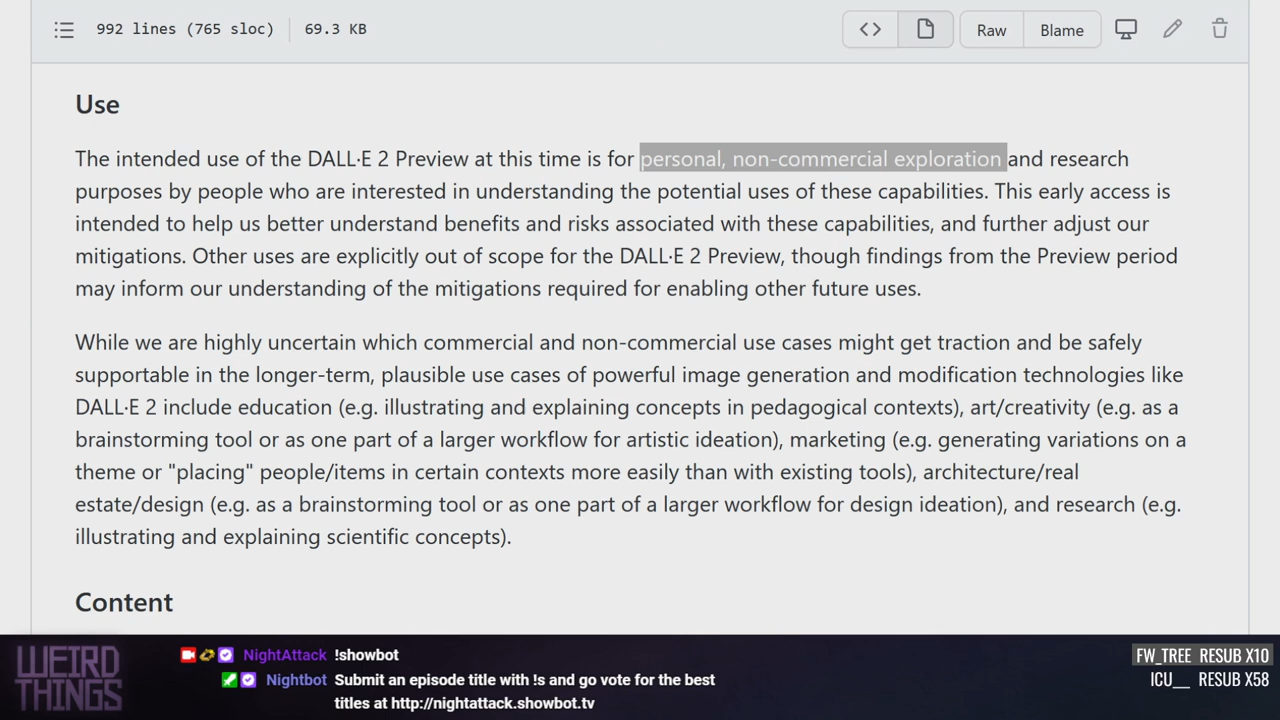 992 lines (765 sloc) 69.3 KB Raw Blame
Use
The intended use of the DALL·E 2 Preview at this time is for personal, non-commercial exploration and research
purposes by people who are interested in understanding the potential uses of these capabilities. This early access is
intended to help us better understand benefits and risks associated with these capabilities, and further adjust our
mitigations. Other uses are explicitly out of scope for the DALL·E 2 Preview, though findings from the Preview period
may inform our understanding of the mitigations required for enabling other future uses.
While we are highly uncertain which commercial and non-commercial use cases might get traction and be safely
supportable in the longer-term, plausible use cases of powerful image generation and modification technologies like
DALL·E 2 include education (e.g. illustrating and explaining concepts in pedagogical contexts), art/creativity (e.g. as a
brainstorming tool or as one part of a larger workflow for artistic ideation), marketing (e.g. generating variations on a
theme or "placing" people/items in certain contexts more easily than with existing tools), architecture/real
estate/design (e.g. as a brainstorming tool or as one part of a larger workflow for design ideation), and research (e.g.
illustrating and explaining scientific concepts).
Content
WEIRD
THINGS
NightAttack !showbot
Nightbot Submit an episode title with !s and go vote for the best
titles at http://nightattack.showbot.tv
FW_TREE RESUB X10
ICU__ RESUB X58